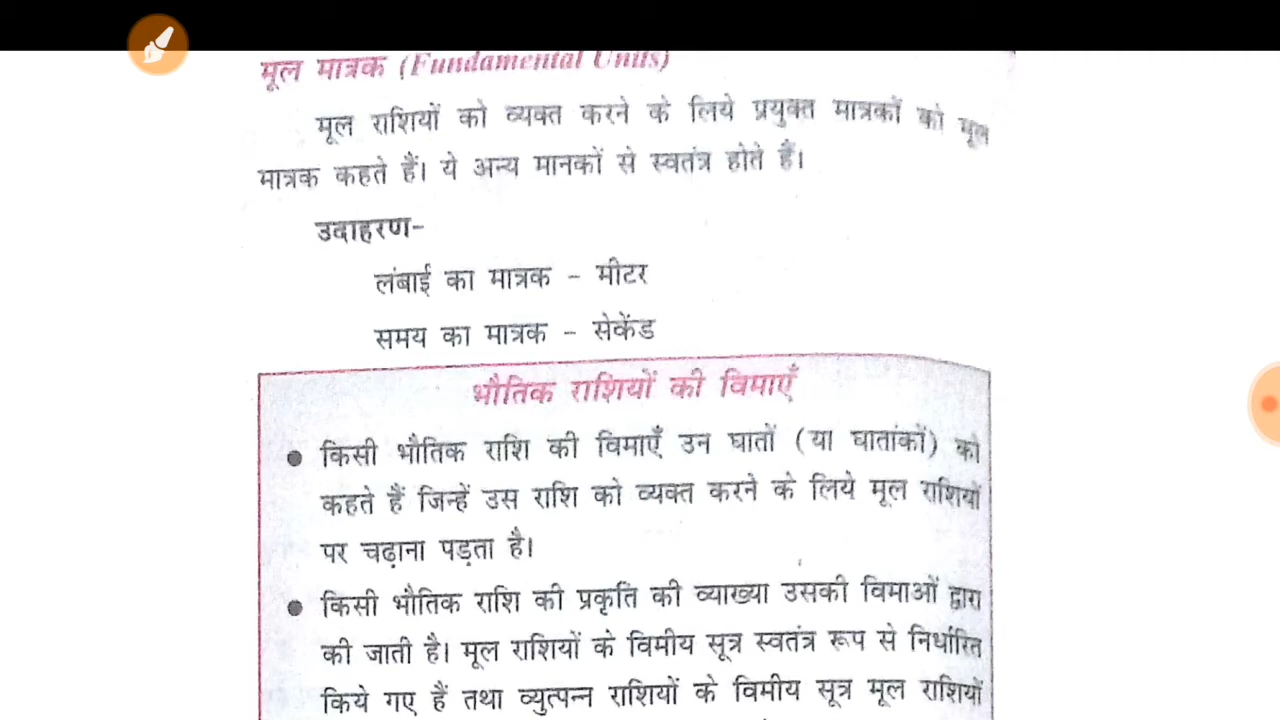 मूल मात्रक (Fundamental Units)
मूल राशियों को व्यक्त करने के लिये प्रयुक्त मात्रकों को मूल
मात्रक कहते हैं। ये अन्य मानकों से स्वतंत्र होते हैं।
उदाहरण-
लंबाई का मात्रक - मीटर
समय का मात्रक - सेकेंड
भौतिक राशियों की विमाएँ
● किसी भौतिक राशि की विमाएँ उन घातों (या घातांकों) को
कहते हैं जिन्हें उस राशि को व्यक्त करने के लिये मूल राशियों
पर चढ़ाना पड़ता है।
● किसी भौतिक राशि की प्रकृति की व्याख्या उसकी विमाओं द्वारा
की जाती है। मूल राशियों के विमीय सूत्र स्वतंत्र रूप से निर्धारित
किये गए हैं तथा व्युत्पन्न राशियों के विमीय सूत्र मूल राशियों